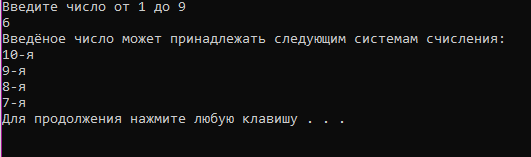 Введите число от 1 до 9
6
Введёное число может принадлежать следующим системам счисления:
10-я
9-я
8-я
7-я
Для продолжения нажмите любую клавишу . . .